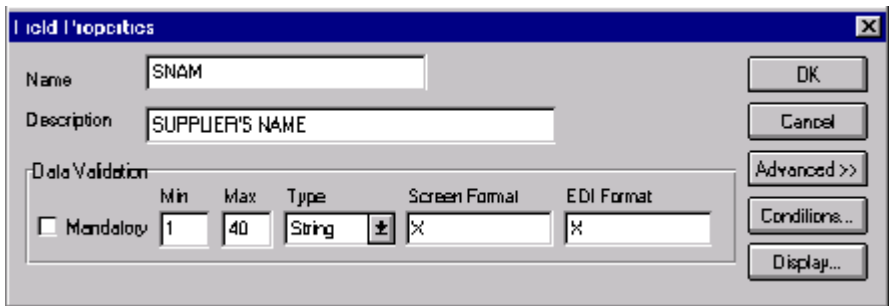 Field Properties
Name SNAM
Description SUPPLIER'S NAME
Data Validation
Min Max Type Screen Format EDI Format
Mandatory 1 40 String X X
OK
Cancel
Advanced >>
Conditions...
Display...